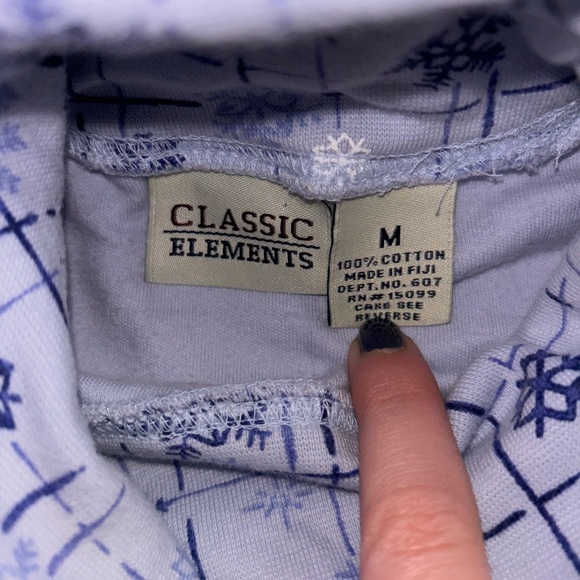 CLASSIC
ELEMENTS
M
100% COTTON
MADE IN FIJI
DEPT. NO. 607
RN #15099
CARE SEE
REVERSE